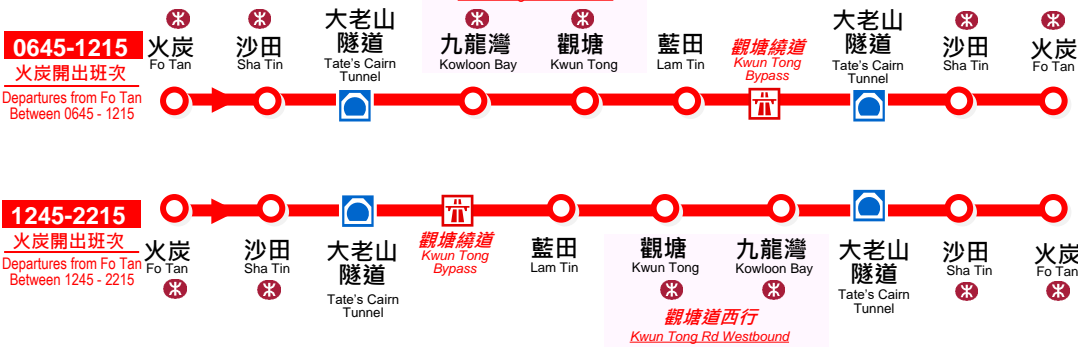 0645-1215
火炭開出班次
Departures from Fo Tan
Between 0645 - 1215
火炭
Fo Tan
沙田
Sha Tin
大老山
隧道
Tate's Cairn
Tunnel
九龍灣
Kowloon Bay
觀塘
Kwun Tong
藍田
Lam Tin
觀塘繞道
Kwun Tong
Bypass
大老山
隧道
Tate's Cairn
Tunnel
沙田
Sha Tin
火炭
Fo Tan
1245-2215
火炭開出班次
Departures from Fo Tan
Between 1245 - 2215
火炭
Fo Tan
沙田
Sha Tin
大老山
隧道
Tate's Cairn
Tunnel
觀塘繞道
Kwun Tong
Bypass
藍田
Lam Tin
觀塘
Kwun Tong
九龍灣
Kowloon Bay
觀塘道西行
Kwun Tong Rd Westbound
大老山
隧道
Tate's Cairn
Tunnel
沙田
Sha Tin
火炭
Fo Tan